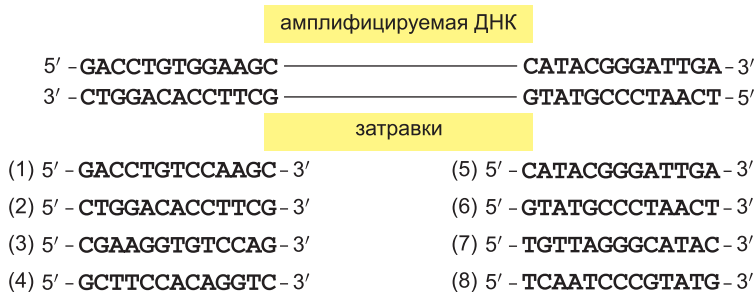 амплифицируемая ДНК
5′ – GACCTGTGGAAGC CATACGGGATTGA – 3′
3′ – CTGGACACCTTCG GTATGCCCTAACT – 5′
затравки
(1) 5′ – GACCTGTCCAAGC – 3′ (5) 5′ – CATACGGGATTGA – 3′
(2) 5′ – CTGGACACCTTCG – 3′ (6) 5′ – GTATGCCCTAACT – 3′
(3) 5′ – CGAAGGTGTCCAG – 3′ (7) 5′ – TGTTAGGGCATAC – 3′
(4) 5′ – GCTTCCACAGGTC – 3′ (8) 5′ – TCAATCCCGTATG – 3′